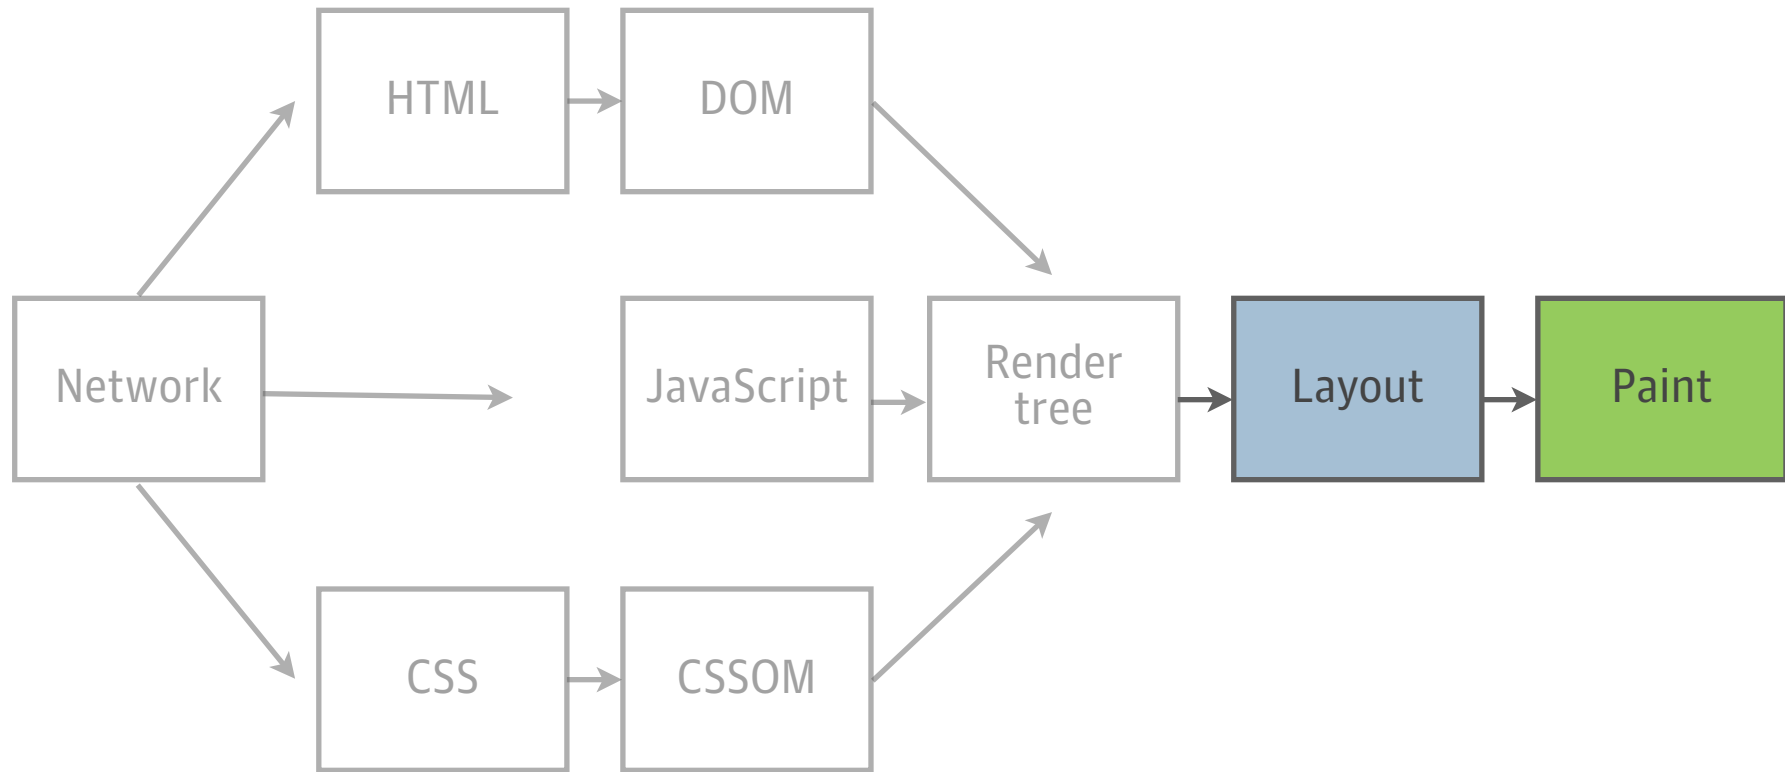 HTML
DOM
Network
JavaScript
Render
tree
Layout
Paint
CSS
CSSOM